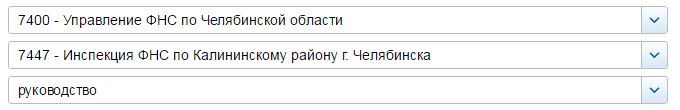 7400 - Управление ФНС по Челябинской области
7447 - Инспекция ФНС по Калининскому району г. Челябинска
руководство